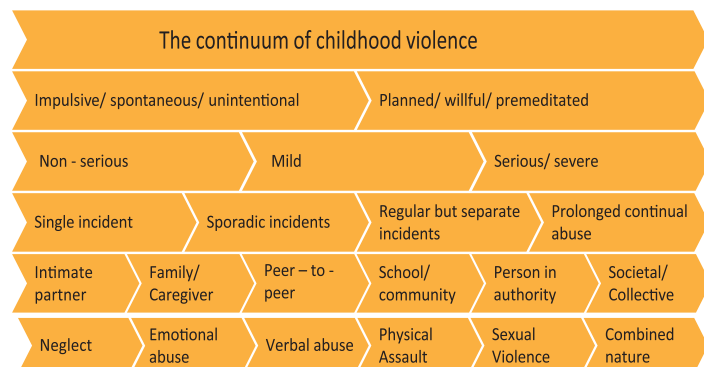 The continuum of childhood violence
Impulsive/ spontaneous/ unintentional
Planned/ willful/ premeditated
Non - serious
Mild
Serious/ severe
Single incident
Sporadic incidents
Regular but separate
incidents
Prolonged continual
abuse
Intimate
partner
Family/
Caregiver
Peer – to -
peer
School/
community
Person in
authority
Societal/
Collective
Neglect
Emotional
abuse
Verbal abuse
Physical
Assault
Sexual
Violence
Combined
nature